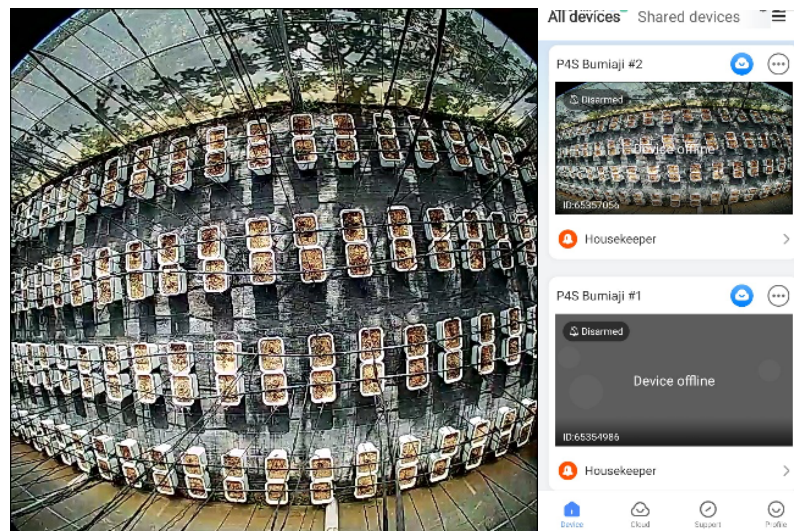 All devices Shared devices
P4S Bumiaji #2
Disarmed
Device offline
ID:65357056
Housekeeper
P4S Bumiaji #1
Disarmed
Device offline
ID:65354986
Housekeeper
Device Cloud Support Profile